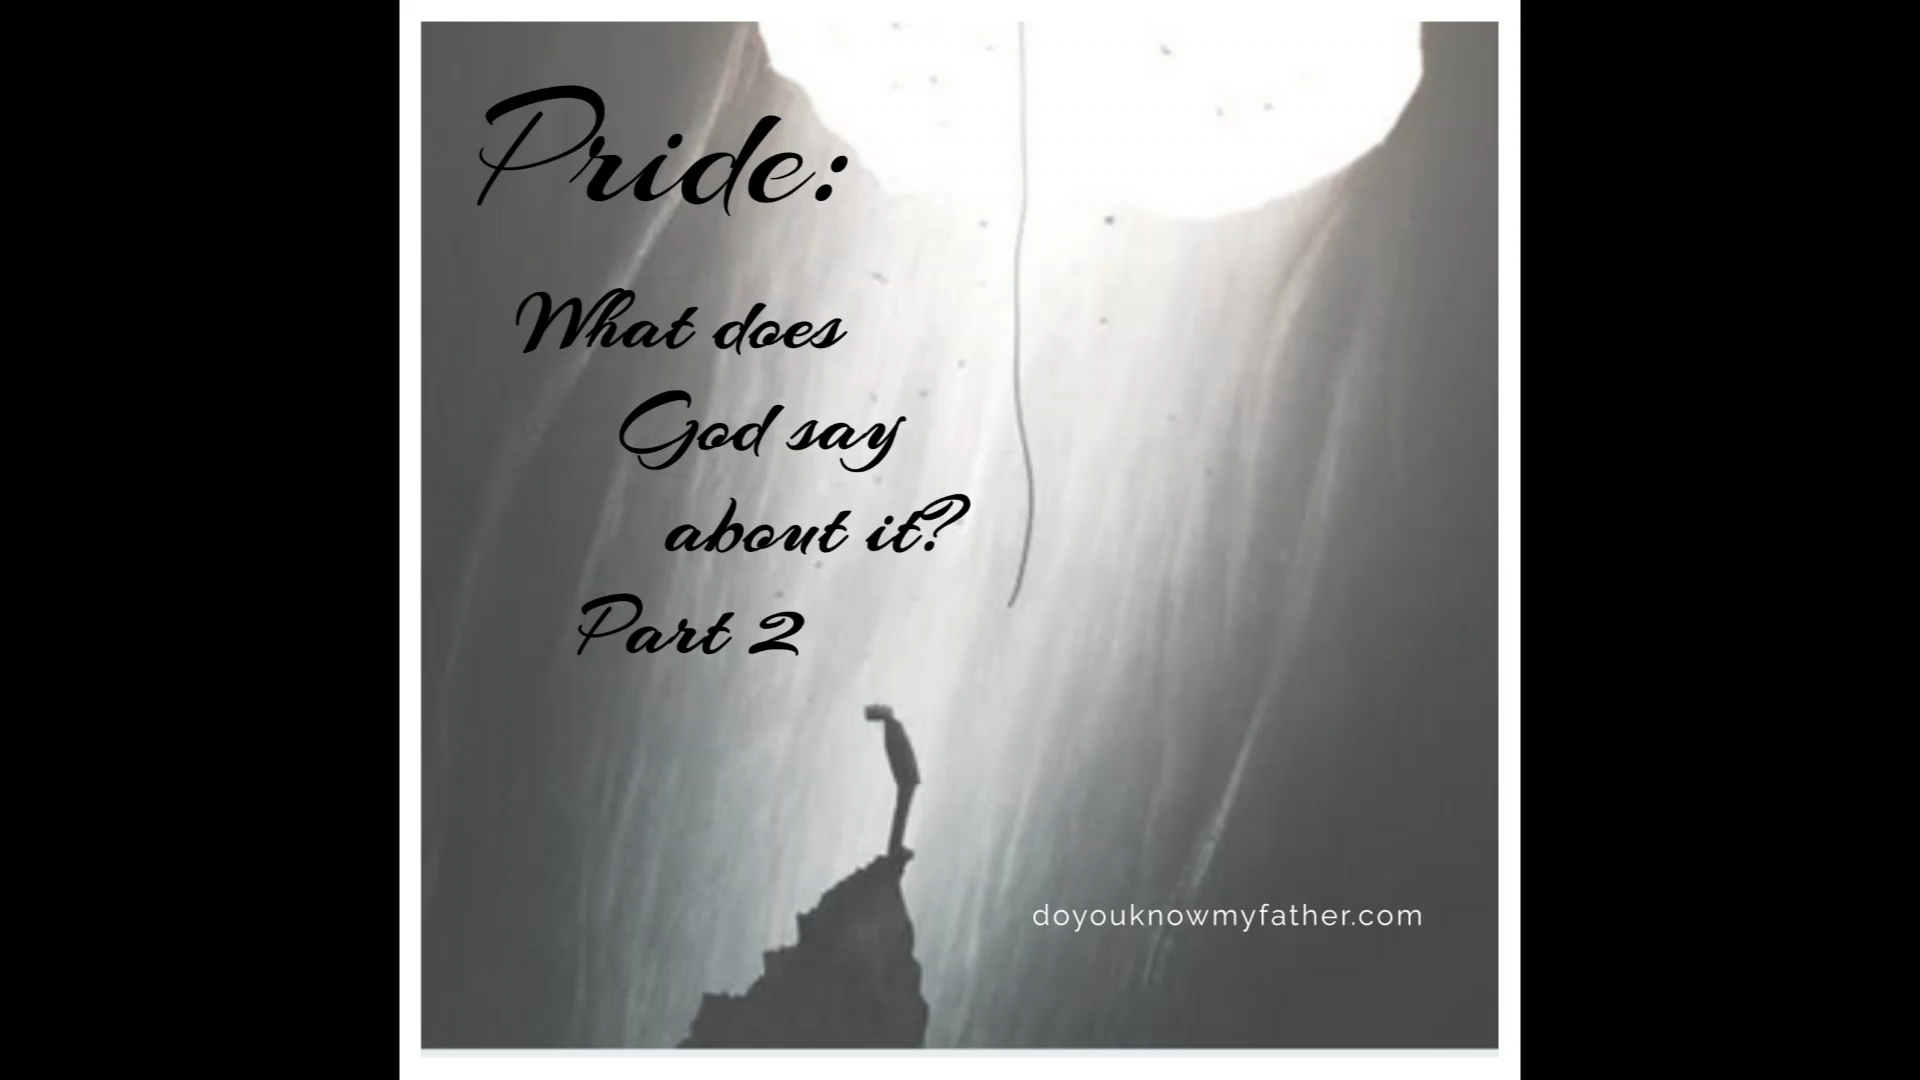 Pride:
What does
God say
about it?
Part 2
doyouknowmyfather.com